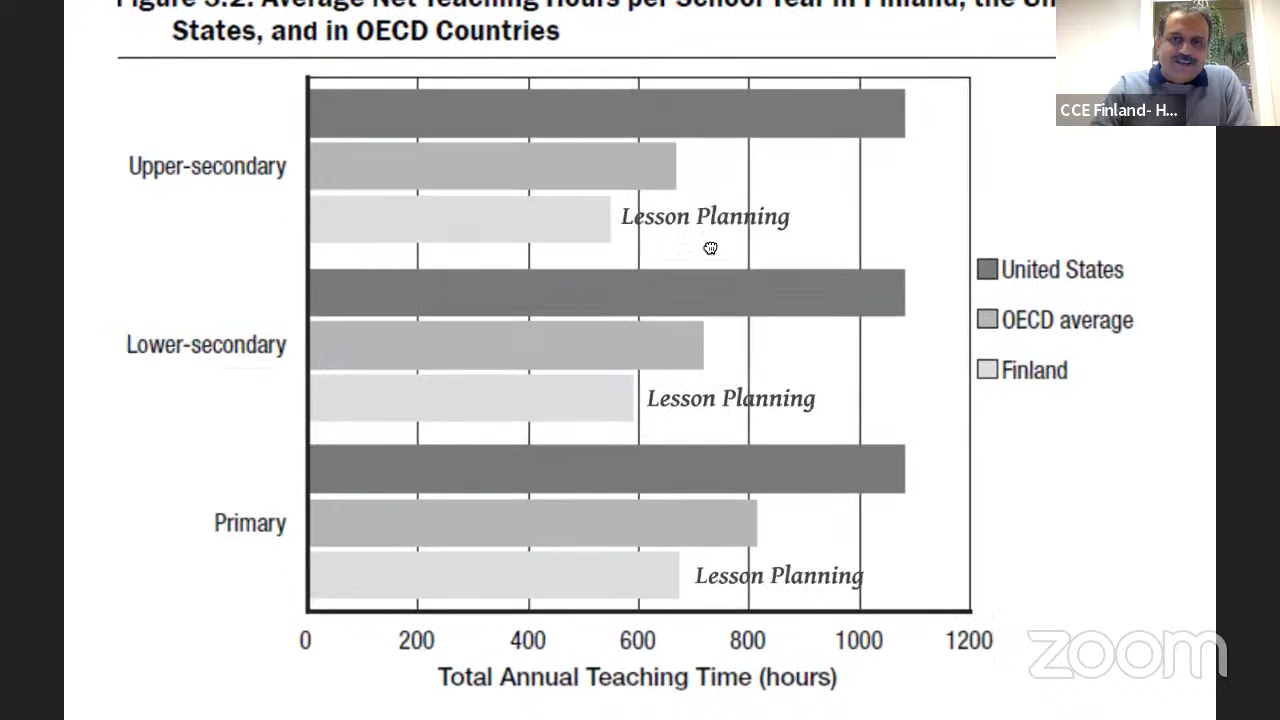 Figure 3.2. Average Net Teaching Hours per School Year in Finland, the Un
States, and in OECD Countries
CCE Finland- H...
Upper-secondary
Lesson Planning
United States
OECD average
Finland
Lower-secondary
Lesson Planning
Primary
Lesson Planning
0 200 400 600 800 1000 1200
Total Annual Teaching Time (hours)
zoom